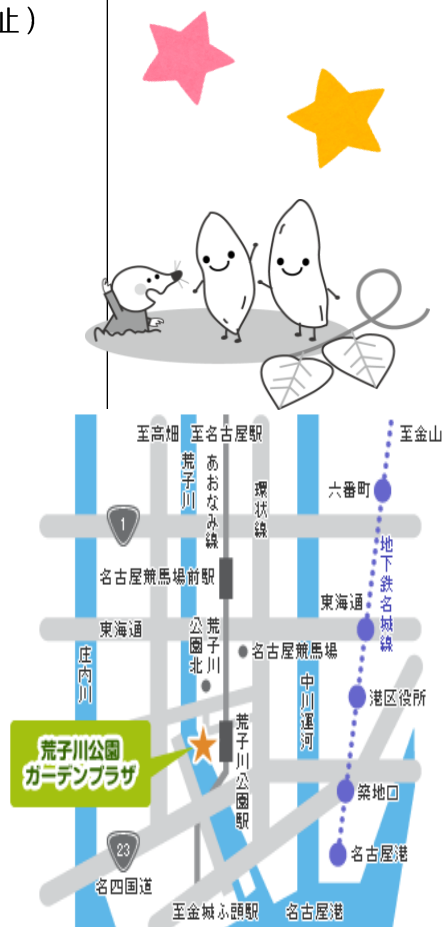 止）
至高畑
至名古屋駅
至金山
荒子川
あおなみ線
環状線
六番町
1
地下鉄名城線
名古屋競馬場前駅
東海通
東海通
荒子川
公園北
名古屋競馬場
庄内川
中川運河
港区役所
荒子川公園
ガーデンプラザ
荒子川公園駅
築地口
23
名古屋港
名四国道
至金城ふ頭駅
名古屋港